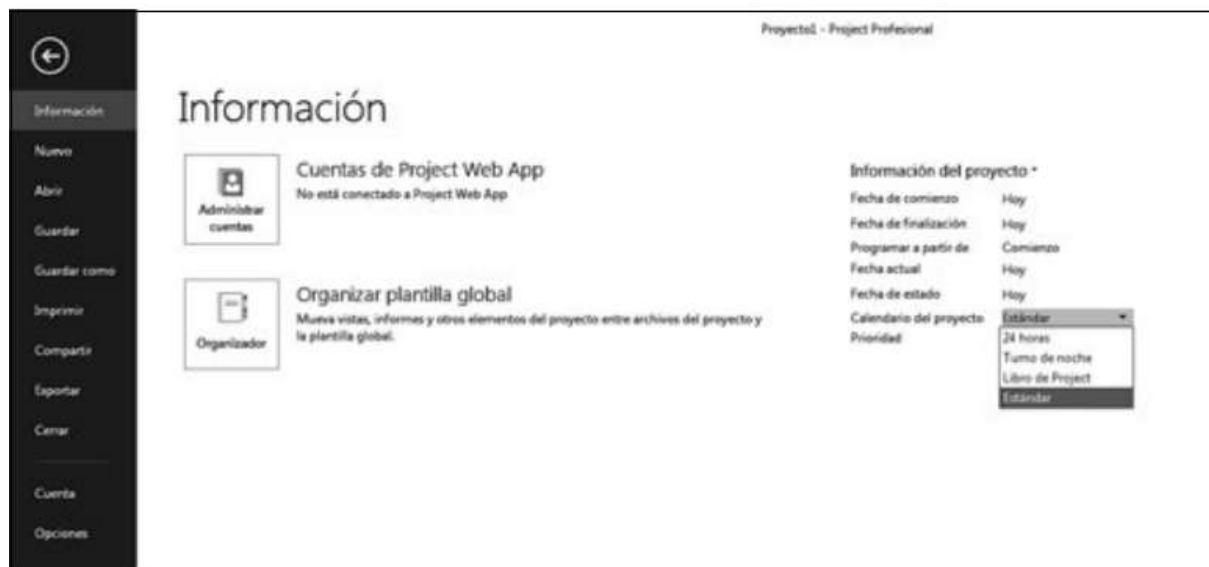 Proyecto1 - Project Profesional
Información
Nuevo
Abrir
Guardar
Guardar como
Imprimir
Compartir
Exportar
Cerrar
Cuenta
Opciones
Información
Administrar
cuentas
Cuentas de Project Web App
No está conectado a Project Web App
Organizador
Organizar plantilla global
Mueva vistas, informes y otros elementos del proyecto entre archivos del proyecto y
la plantilla global.
Información del proyecto
Fecha de comienzo Hoy
Fecha de finalización Hoy
Programar a partir de Comienzo
Fecha actual Hoy
Fecha de estado Hoy
Calendario del proyecto Estándar
Prioridad
24 horas
Turno de noche
Libro de Project
Estándar